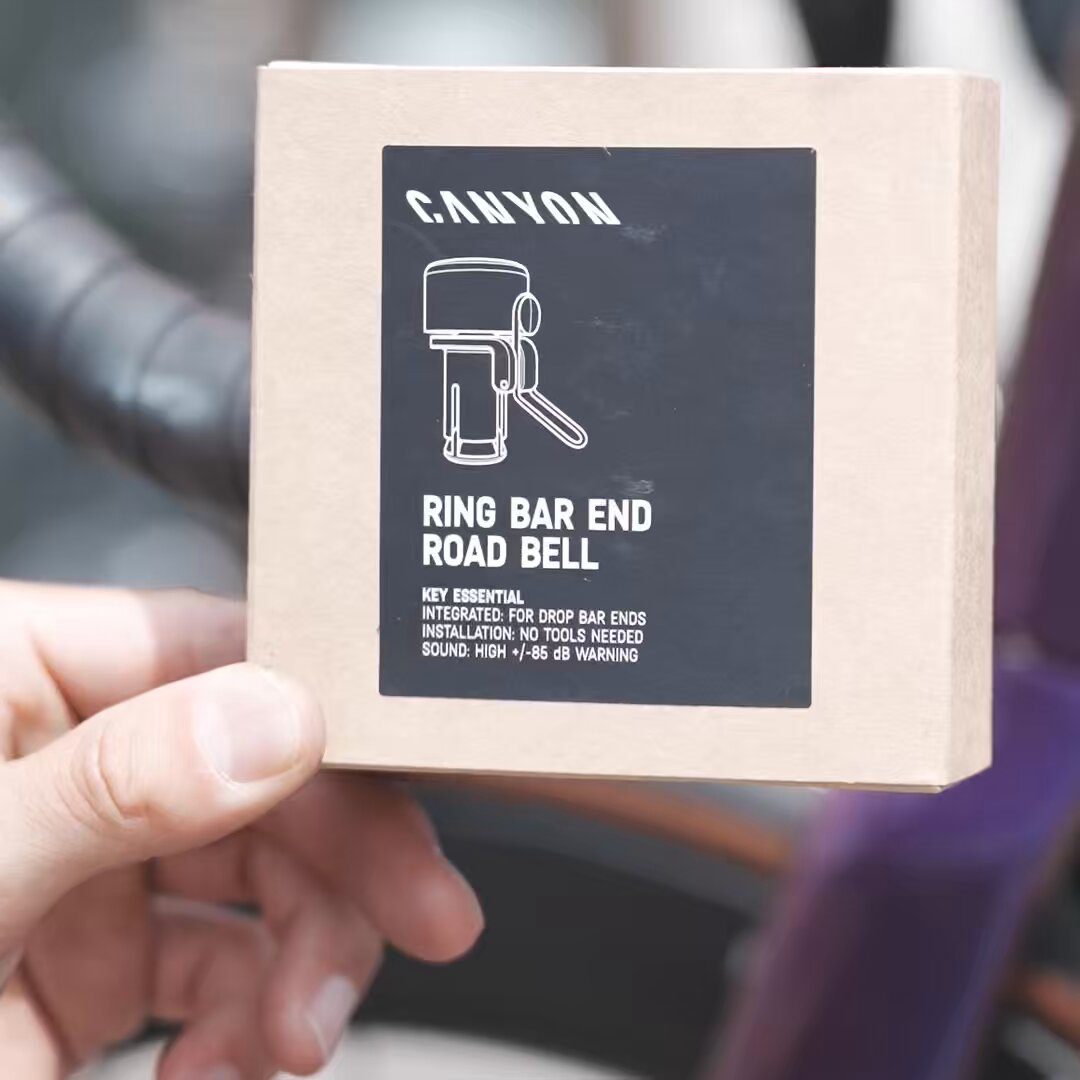 CANYON
RING BAR END
ROAD BELL
KEY ESSENTIAL
INTEGRATED: FOR DROP BAR ENDS
INSTALLATION: NO TOOLS NEEDED
SOUND: HIGH +/-85 dB WARNING